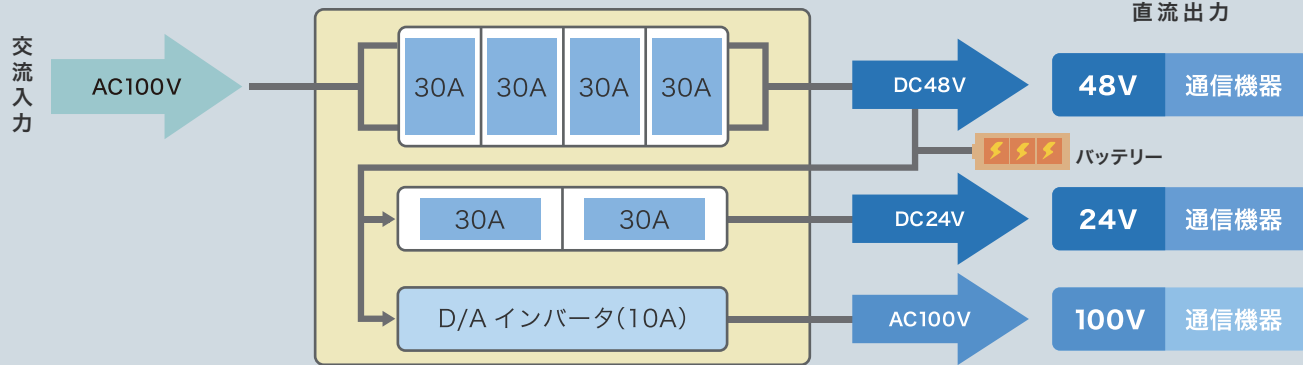 直流出力
交流入力
AC100V
30A 30A 30A 30A
DC48V
48V 通信機器
バッテリー
30A 30A
DC24V
24V 通信機器
D/A インバータ(10A)
AC100V
100V 通信機器